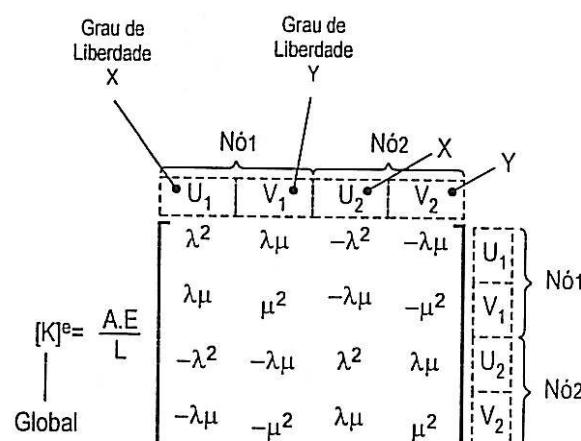 Grau de Liberdade X
Grau de Liberdade Y
Nó1 Nó2 X Y
U₁ V₁ U₂ V₂
λ² λμ -λ² -λμ U₁
λμ μ² -λμ -μ² V₁ Nó1
[K]ᵉ= A.E/L
-λ² -λμ λ² λμ U₂
-λμ -μ² λμ μ² V₂ Nó2
Global